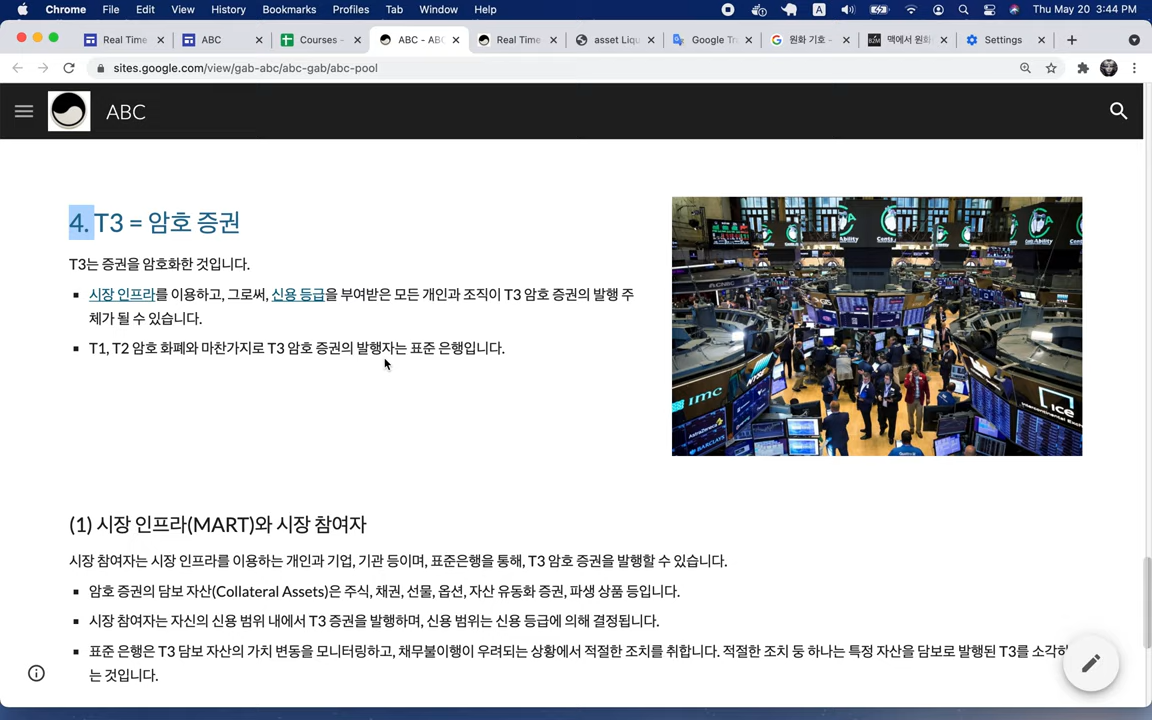 Chrome File Edit View History Bookmarks Profiles Tab Window Help A Thu May 20 3:44 PM
Real Time ABC Courses - ABC - ABC Real Time asset Liqu Google Tra 원화 기호 - 맥에서 원화 Settings
sites.google.com/view/gab-abc/abc-gab/abc-pool
ABC
4. T3 = 암호 증권
T3는 증권을 암호화한 것입니다.
시장 인프라를 이용하고, 그로써, 신용 등급을 부여받은 모든 개인과 조직이 T3 암호 증권의 발행 주
체가 될 수 있습니다.
T1, T2 암호 화폐와 마찬가지로 T3 암호 증권의 발행자는 표준 은행입니다.
imc
AstraZeneca
BARCLAYS
NYSE
ICE
(1) 시장 인프라(MART)와 시장 참여자
시장 참여자는 시장 인프라를 이용하는 개인과 기업, 기관 등이며, 표준은행을 통해, T3 암호 증권을 발행할 수 있습니다.
암호 증권의 담보 자산(Collateral Assets)은 주식, 채권, 선물, 옵션, 자산 유동화 증권, 파생 상품 등입니다.
시장 참여자는 자신의 신용 범위 내에서 T3 증권을 발행하며, 신용 범위는 신용 등급에 의해 결정됩니다.
표준 은행은 T3 담보 자산의 가치 변동을 모니터링하고, 채무불이행이 우려되는 상황에서 적절한 조치를 취합니다. 적절한 조치 둥 하나는 특정 자산을 담보로 발행된 T3를 소각하
는 것입니다.